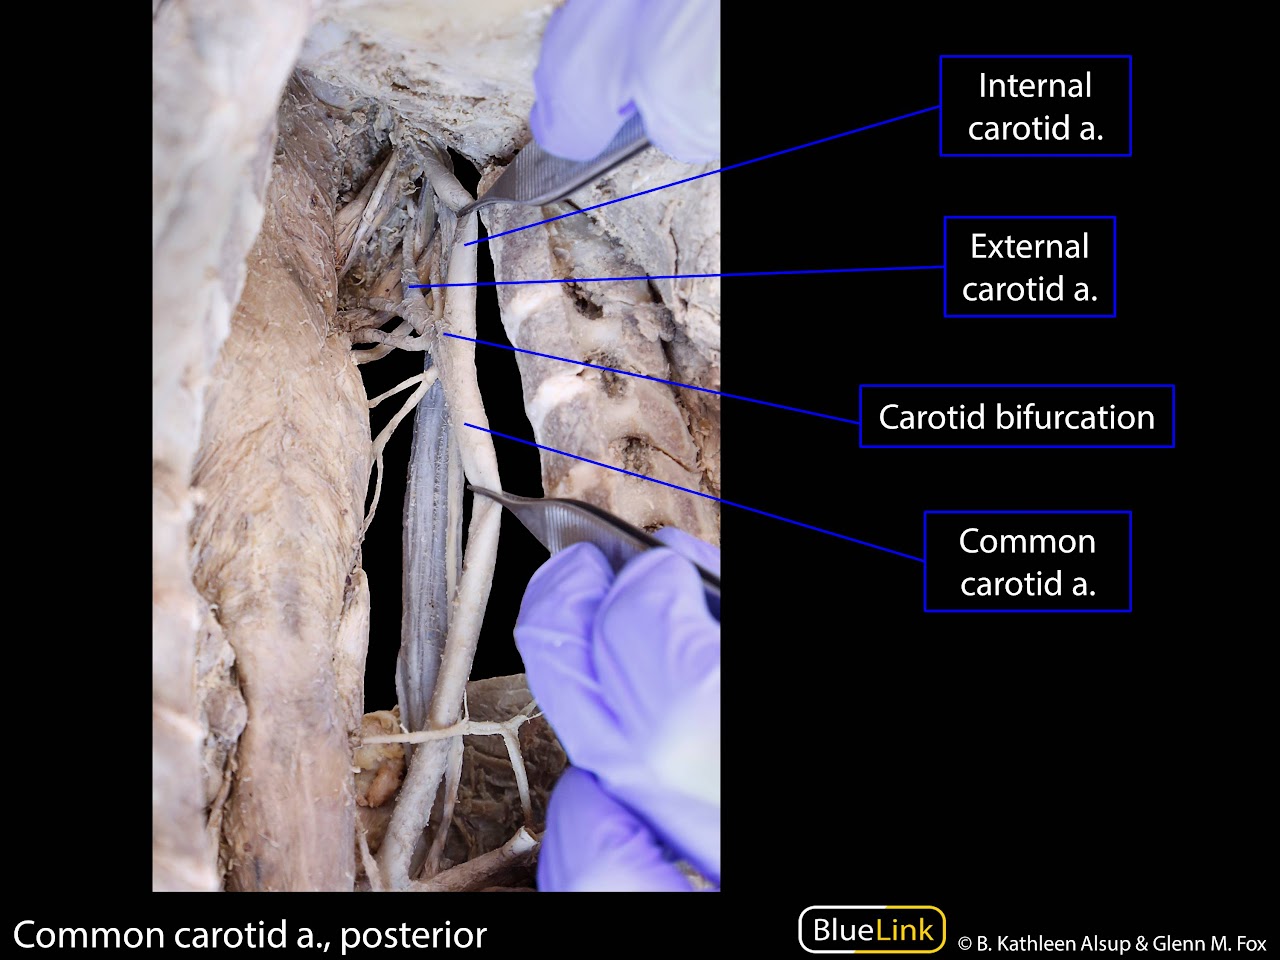 Internal
carotid a.
External
carotid a.
Carotid bifurcation
Common
carotid a.
Common carotid a., posterior
BlueLink
© B. Kathleen Alsup & Glenn M. Fox